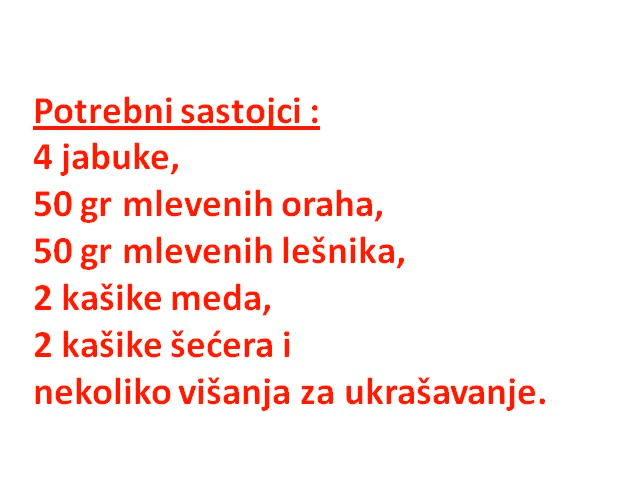 Potrebni sastojci :
4 jabuke,
50 gr mlevenih oraha,
50 gr mlevenih lešnika,
2 kašike meda,
2 kašike šećera i
nekoliko višanja za ukrašavanje.